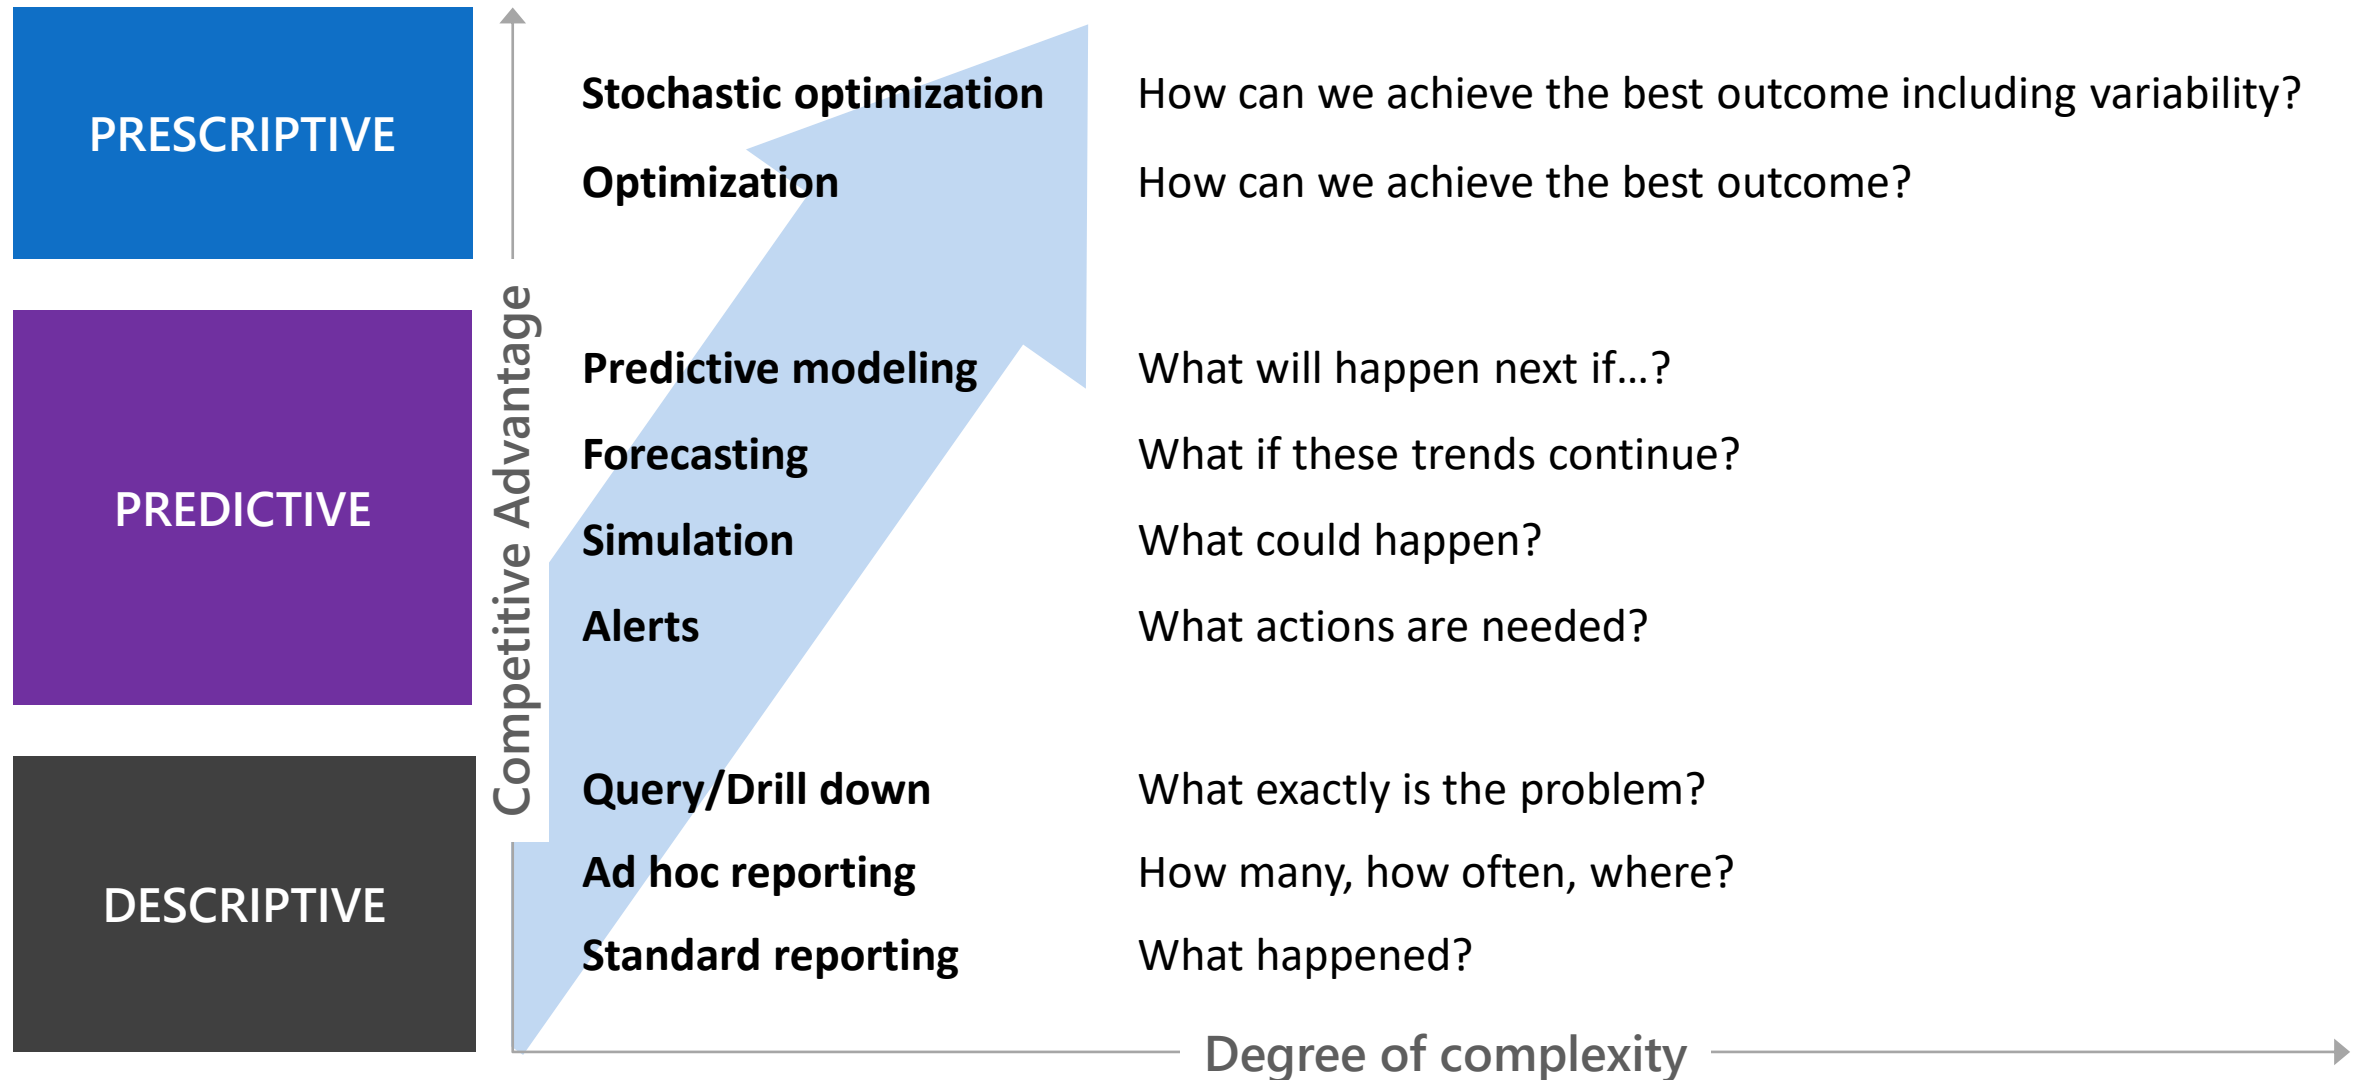 PRESCRIPTIVE
Stochastic optimization How can we achieve the best outcome including variability?
Optimization How can we achieve the best outcome?
Competitive Advantage
PREDICTIVE
Predictive modeling What will happen next if...?
Forecasting What if these trends continue?
Simulation What could happen?
Alerts What actions are needed?
DESCRIPTIVE
Query/Drill down What exactly is the problem?
Ad hoc reporting How many, how often, where?
Standard reporting What happened?
Degree of complexity